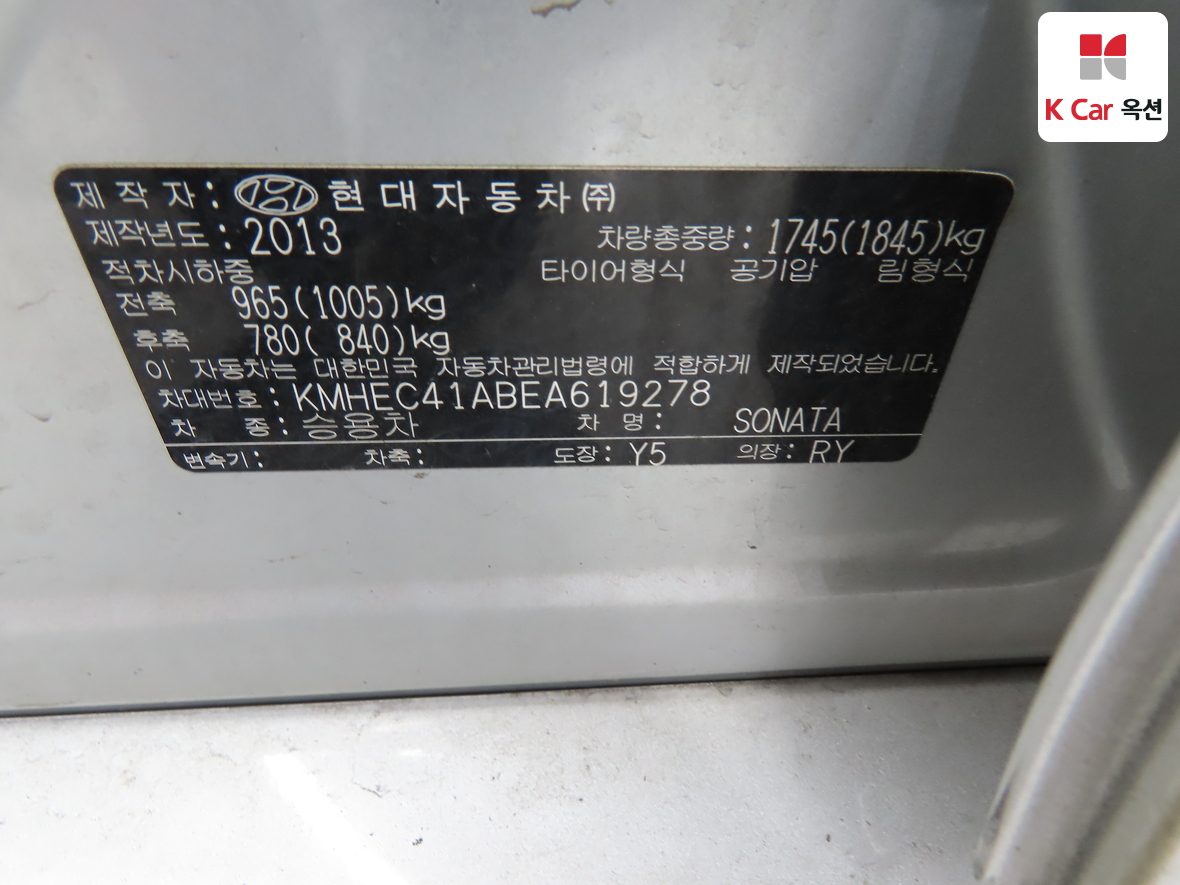 K Car 옥션
제 작 자 : 현 대 자 동 차 ㈜
제작년도 : 2013 차량총중량 : 1745(1845)kg
적차시하중 타이어형식 공기압 림형식
전축 965(1005)kg
후축 780( 840)kg
이 자동차는 대한민국 자동차관리법령에 적합하게 제작되었습니다.
차대번호 : KMHEC41ABEA619278
차 종 : 승용차 차 명 : SONATA
변속기 : 차축 : 도장 : Y5 의장 : RY